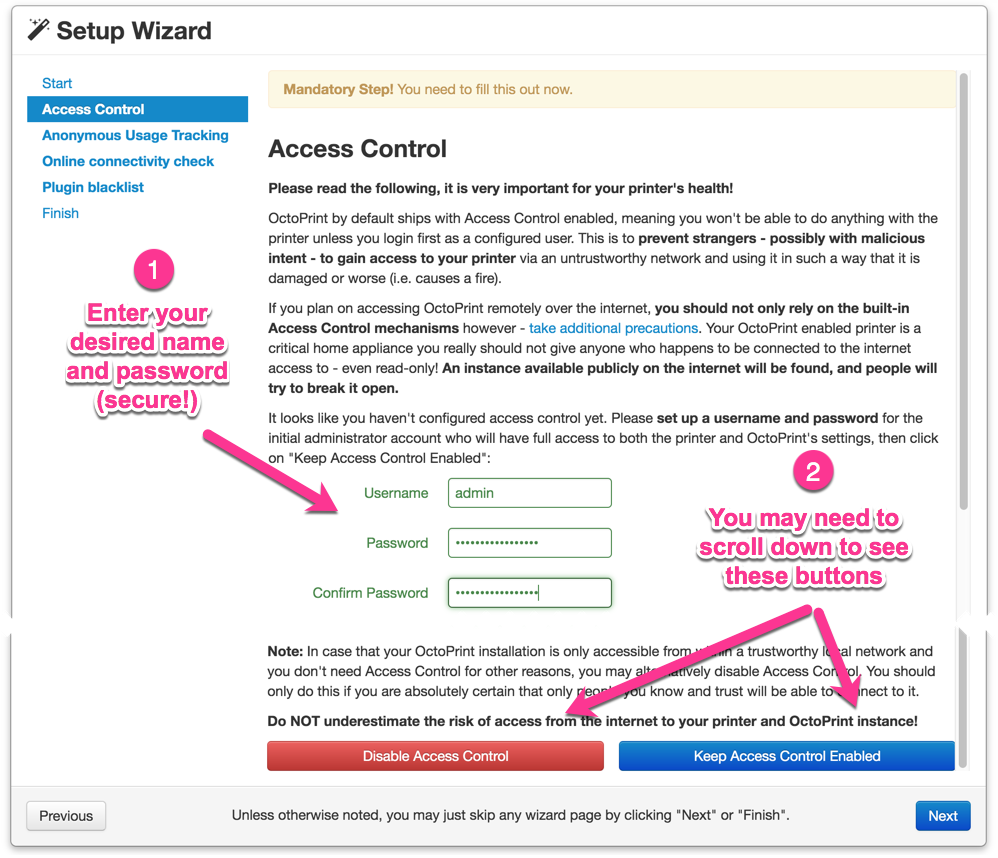 Setup Wizard
Start
Access Control
Anonymous Usage Tracking
Online connectivity check
Plugin blacklist
Finish
Mandatory Step! You need to fill this out now.
Access Control
Please read the following, it is very important for your printer's health!
OctoPrint by default ships with Access Control enabled, meaning you won't be able to do anything with the
printer unless you login first as a configured user. This is to prevent strangers - possibly with malicious
intent - to gain access to your printer via an untrustworthy network and using it in such a way that it is
damaged or worse (i.e. causes a fire).
If you plan on accessing OctoPrint remotely over the internet, you should not only rely on the built-in
Access Control mechanisms however - take additional precautions. Your OctoPrint enabled printer is a
critical home appliance you really should not give anyone who happens to be connected to the internet
access to - even read-only! An instance available publicly on the internet will be found, and people will
try to break it open.
It looks like you haven't configured access control yet. Please set up a username and password for the
initial administrator account who will have full access to both the printer and OctoPrint's settings, then click
on "Keep Access Control Enabled":
1
Enter your
desired name
and password
(secure!)
Username admin
Password •••••••••••••••••
Confirm Password •••••••••••••••••
2
You may need to
scroll down to see
these buttons
Note: In case that your OctoPrint installation is only accessible from within a trustworthy local network and
you don't need Access Control for other reasons, you may alternatively disable Access Control. You should
only do this if you are absolutely certain that only people you know and trust will be able to connect to it.
Do NOT underestimate the risk of access from the internet to your printer and OctoPrint instance!
Disable Access Control
Keep Access Control Enabled
Previous
Unless otherwise noted, you may just skip any wizard page by clicking "Next" or "Finish".
Next